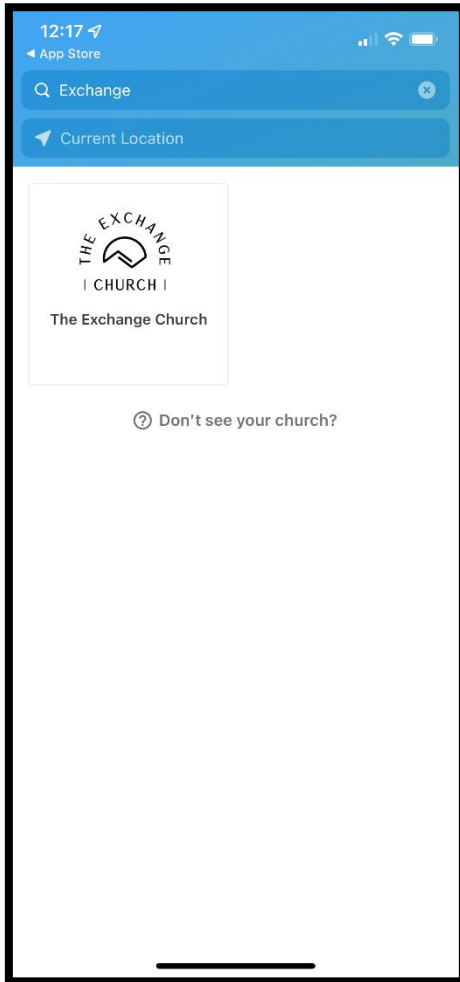 12:17
◀ App Store
Exchange
Current Location
THE EXCHANGE
| CHURCH |
The Exchange Church
Don't see your church?